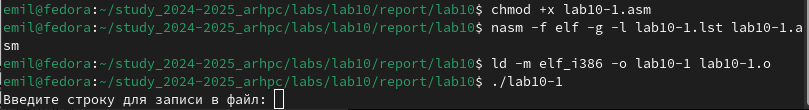 emil@fedora:~/study_2024-2025_arhpc/labs/lab10/report/lab10$ chmod +x lab10-1.asm
emil@fedora:~/study_2024-2025_arhpc/labs/lab10/report/lab10$ nasm -f elf -g -l lab10-1.lst lab10-1.a
sm
emil@fedora:~/study_2024-2025_arhpc/labs/lab10/report/lab10$ ld -m elf_i386 -o lab10-1 lab10-1.o
emil@fedora:~/study_2024-2025_arhpc/labs/lab10/report/lab10$ ./lab10-1
Введите строку для записи в файл: